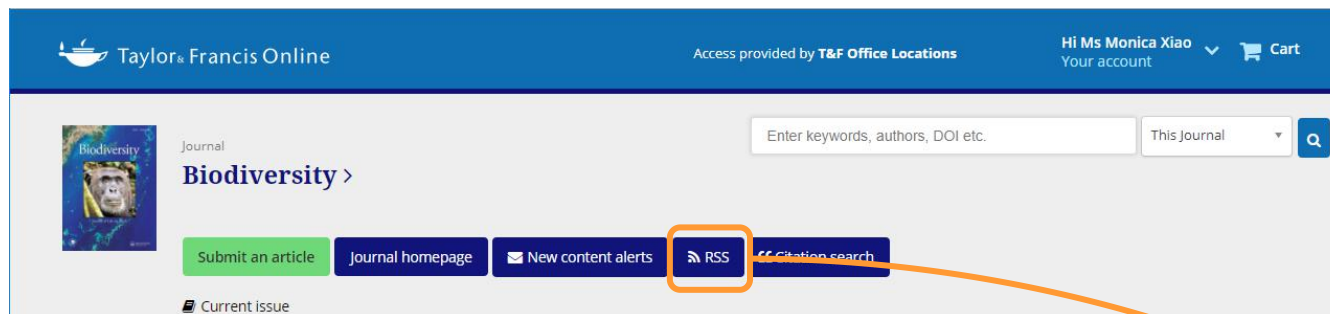 Taylor & Francis Online
Access provided by T&F Office Locations
Hi Ms Monica Xiao
Your account
Cart
Biodiversity
Journal
Biodiversity >
Enter keywords, authors, DOI etc.
This Journal
Submit an article
Journal homepage
New content alerts
RSS
Citation search
Current issue